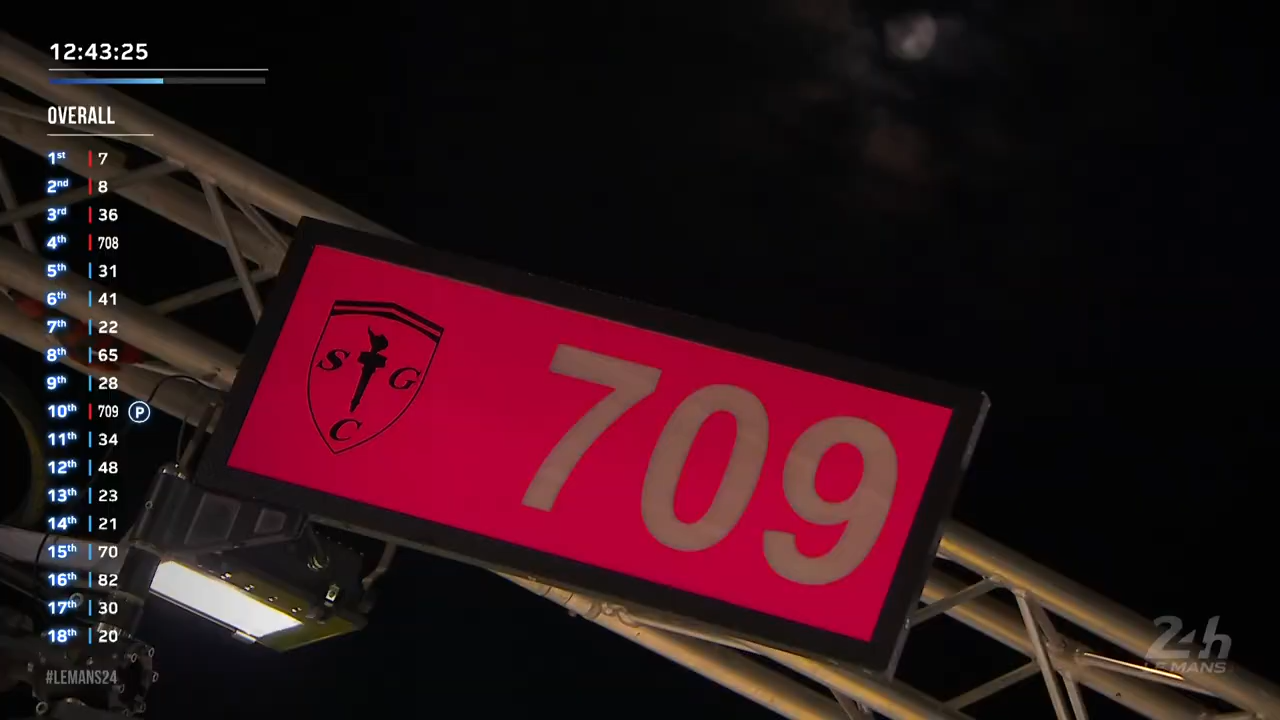 12:43:25
OVERALL
1st 7
2nd 8
3rd 36
4th 708
5th 31
6th 41
7th 22
8th 65
9th 28
10th 709 P
11th 34
12th 48
13th 23
14th 21
15th 70
16th 82
17th 30
18th 20
#LEMANS24
S G
C
709
24h
LE MANS